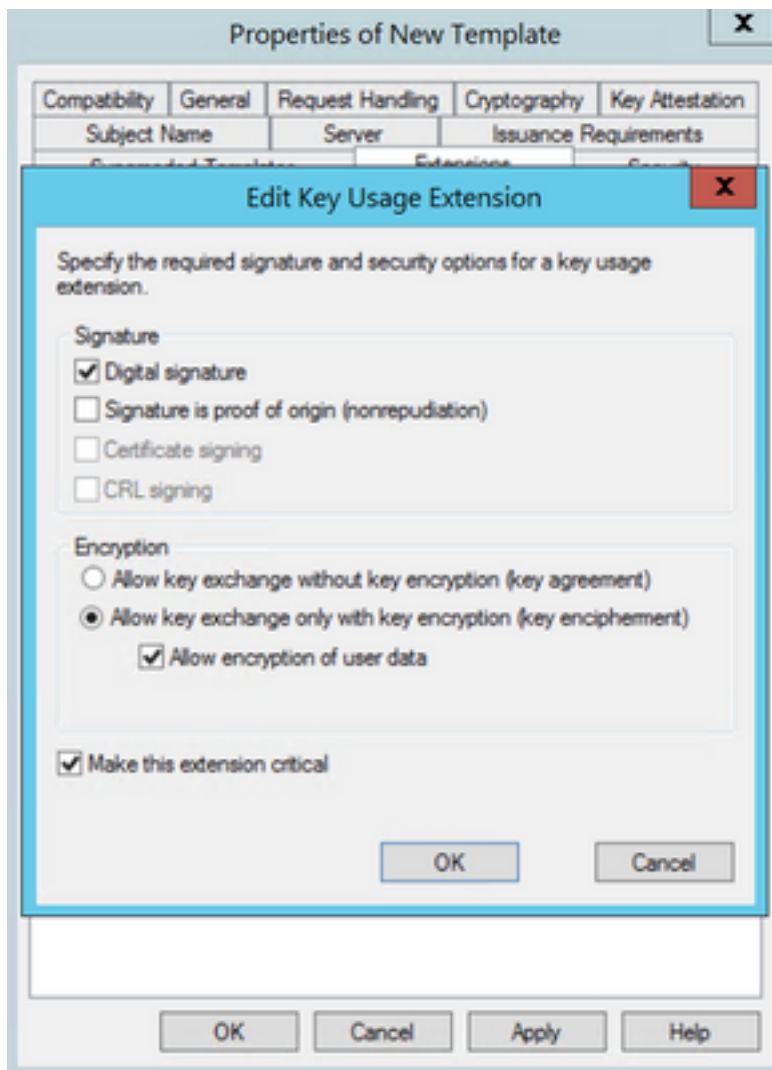 Properties of New Template
X
Compatibility General Request Handling Cryptography Key Attestation
Subject Name Server Issuance Requirements
Superseded Templates Extensions Security
Edit Key Usage Extension
X
Specify the required signature and security options for a key usage
extension.
Signature
Digital signature
Signature is proof of origin (nonrepudiation)
Certificate signing
CRL signing
Encryption
Allow key exchange without key encryption (key agreement)
Allow key exchange only with key encryption (key encipherment)
Allow encryption of user data
Make this extension critical
OK Cancel
OK Cancel Apply Help